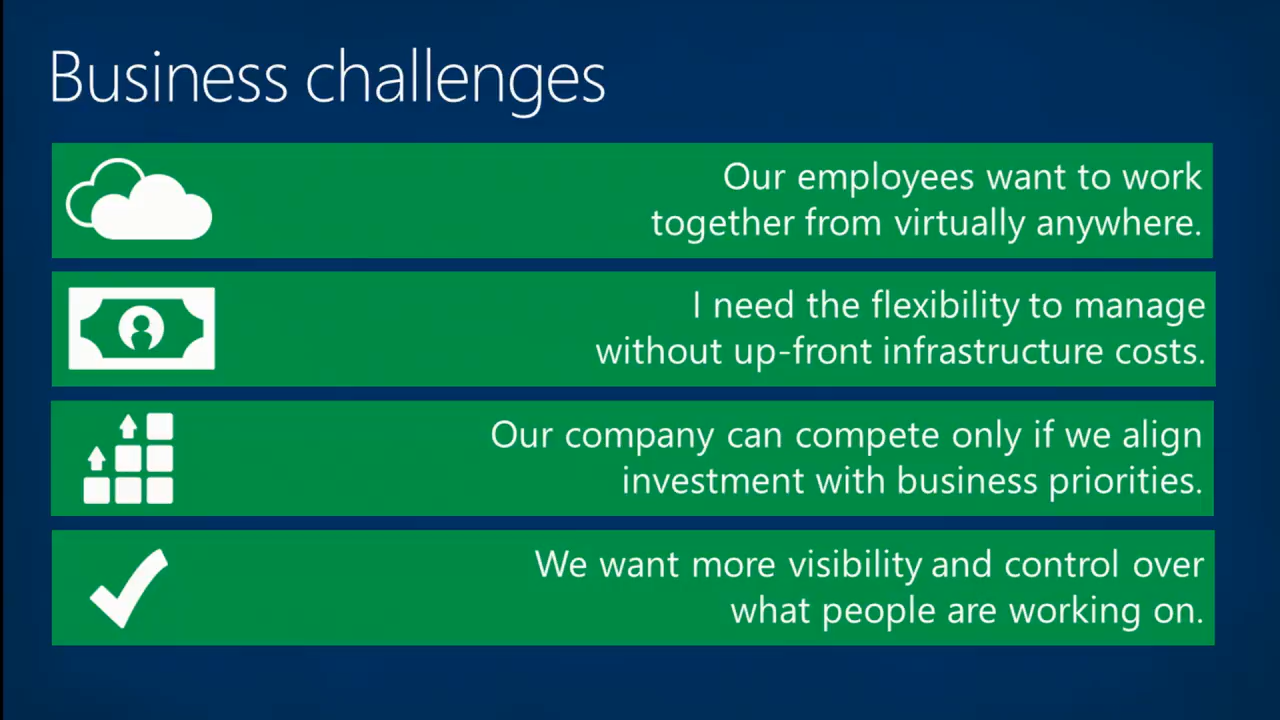 Business challenges
Our employees want to work
together from virtually anywhere.
I need the flexibility to manage
without up-front infrastructure costs.
Our company can compete only if we align
investment with business priorities.
We want more visibility and control over
what people are working on.